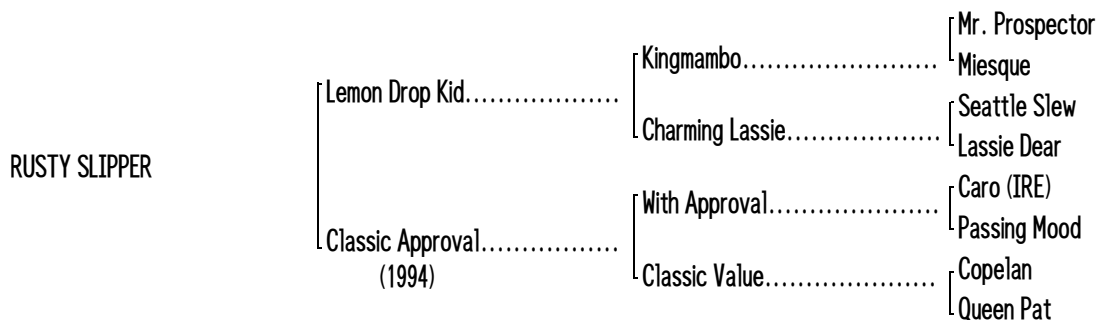 Mr. Prospector
Kingmambo........................
Miesque
Lemon Drop Kid...................
Seattle Slew
Charming Lassie...................
Lassie Dear
RUSTY SLIPPER
Caro (IRE)
With Approval.....................
Passing Mood
Classic Approval.................
(1994)
Copelan
Classic Value.....................
Queen Pat